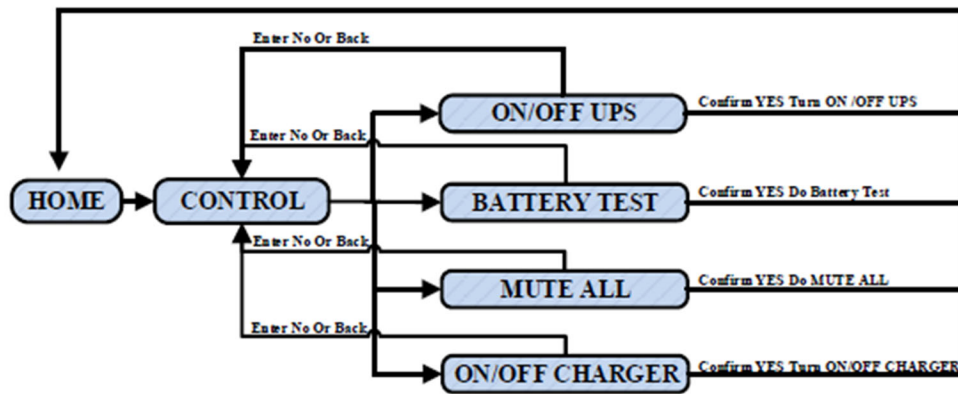 Enter No Or Back
ON/OFF UPS
Confirm YES Turn ON /OFF UPS
Enter No Or Back
HOME
CONTROL
BATTERY TEST
Confirm YES Do Battery Test
Enter No Or Back
MUTE ALL
Confirm YES Do MUTE ALL
Enter No Or Back
ON/OFF CHARGER
Confirm YES Turn ON/OFF CHARGER